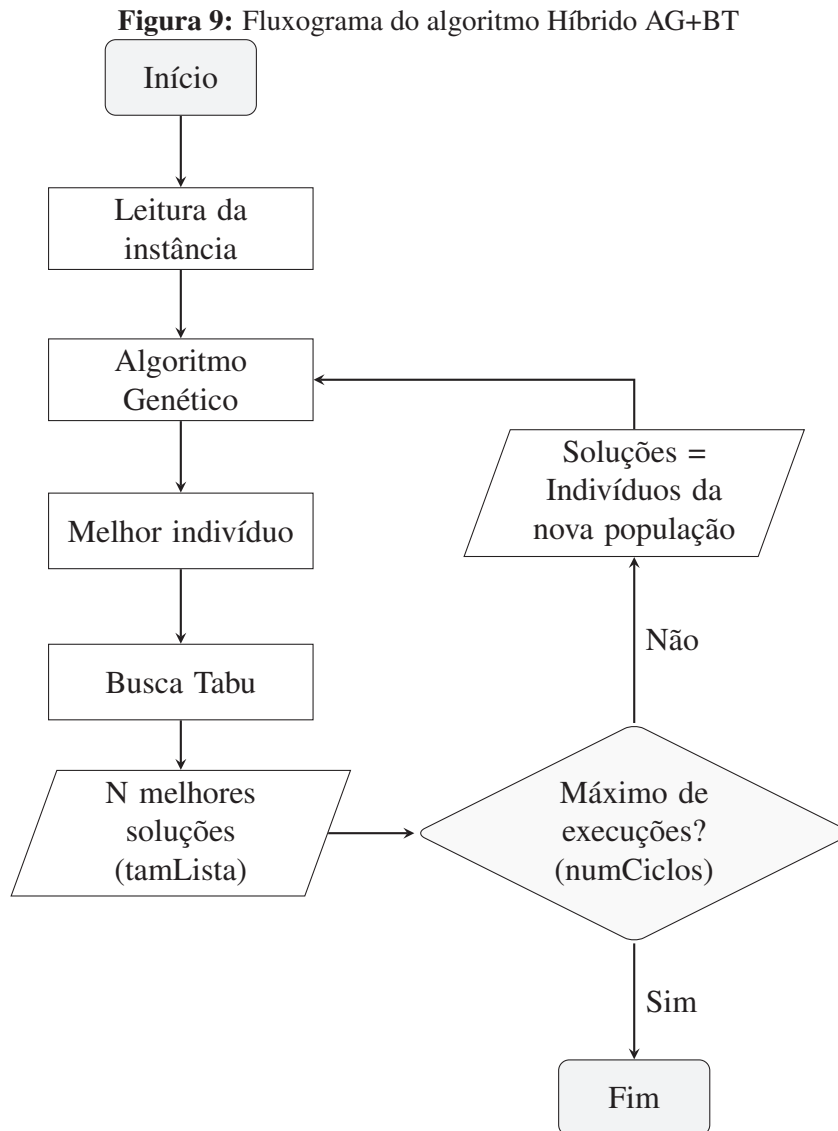 Figura 9: Fluxograma do algoritmo Híbrido AG+BT
Início
Leitura da
instância
Algoritmo
Genético
Melhor indivíduo
Busca Tabu
N melhores
soluções
(tamLista)
Máximo de
execuções?
(numCiclos)
Não
Soluções =
Indivíduos da
nova população
Sim
Fim